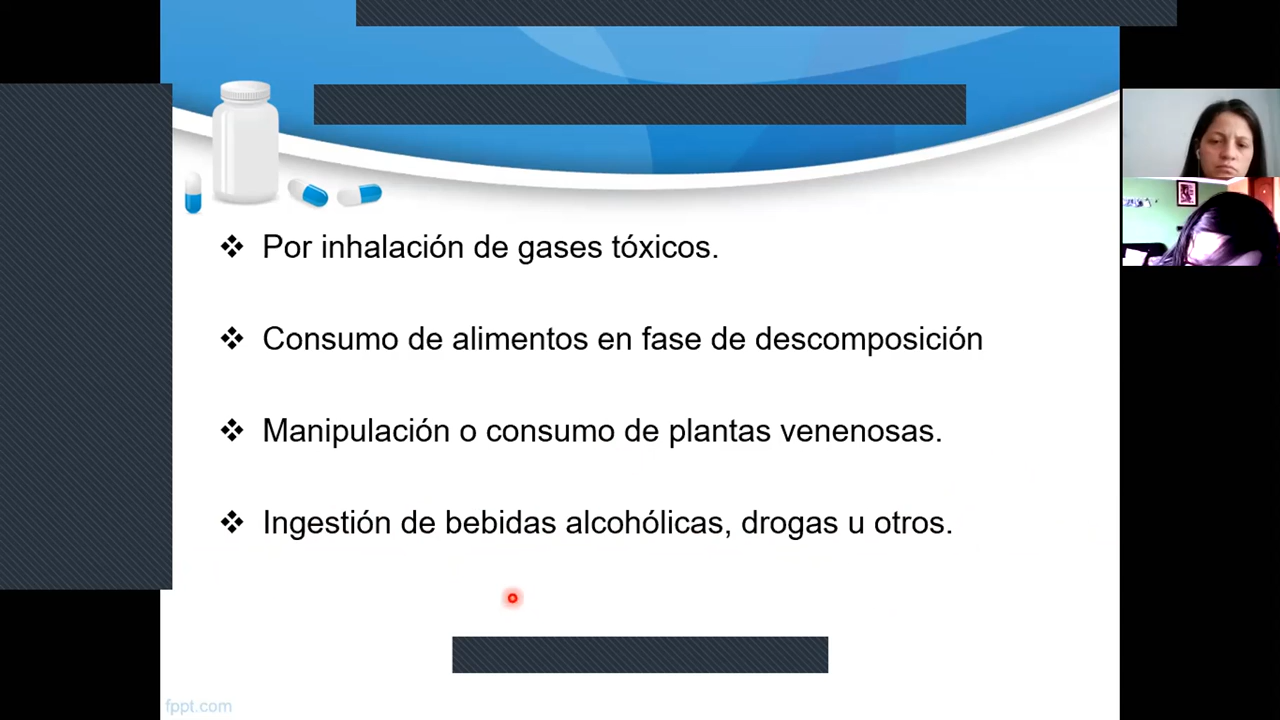 Por inhalación de gases tóxicos.
Consumo de alimentos en fase de descomposición
Manipulación o consumo de plantas venenosas.
Ingestión de bebidas alcohólicas, drogas u otros.
fppt.com